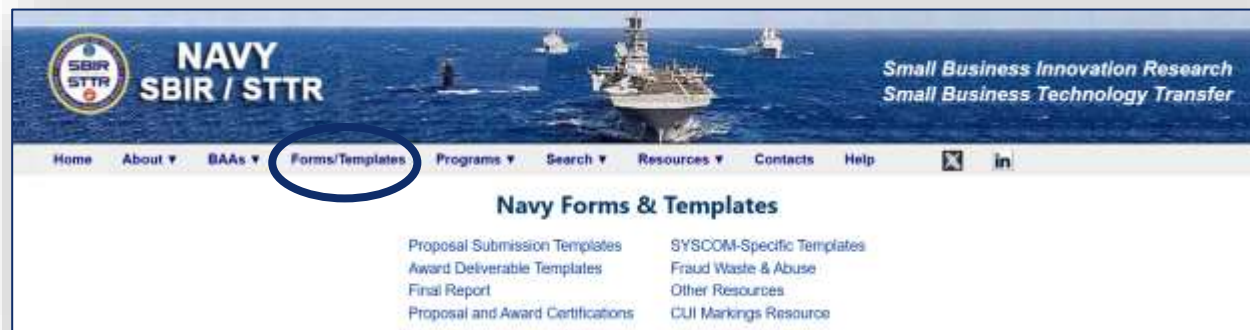 SBIR
STTR
NAVY
SBIR / STTR
Small Business Innovation Research
Small Business Technology Transfer
Home About ▼ BAAs ▼ Forms/Templates Programs ▼ Search ▼ Resources ▼ Contacts Help X in
Navy Forms & Templates
Proposal Submission Templates SYSCOM-Specific Templates
Award Deliverable Templates Fraud Waste & Abuse
Final Report Other Resources
Proposal and Award Certifications CUI Markings Resource